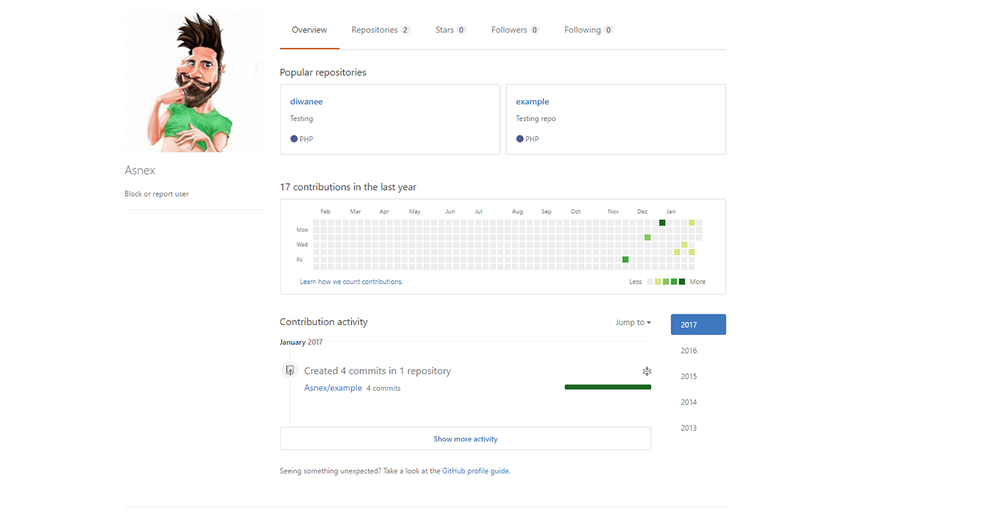 Overview Repositories 2 Stars 0 Followers 0 Following 0
Popular repositories
diwanee
Testing
PHP
example
Testing repo
PHP
Asnex
Block or report user
17 contributions in the last year
Feb Mar Apr May Jun Jul Aug Sep Oct Nov Dec Jan
Mon
Wed
Fri
Learn how we count contributions.
Less More
Contribution activity
Jump to
January 2017
Created 4 commits in 1 repository
Asnex/example 4 commits
Show more activity
2017
2016
2015
2014
2013
Seeing something unexpected? Take a look at the GitHub profile guide.